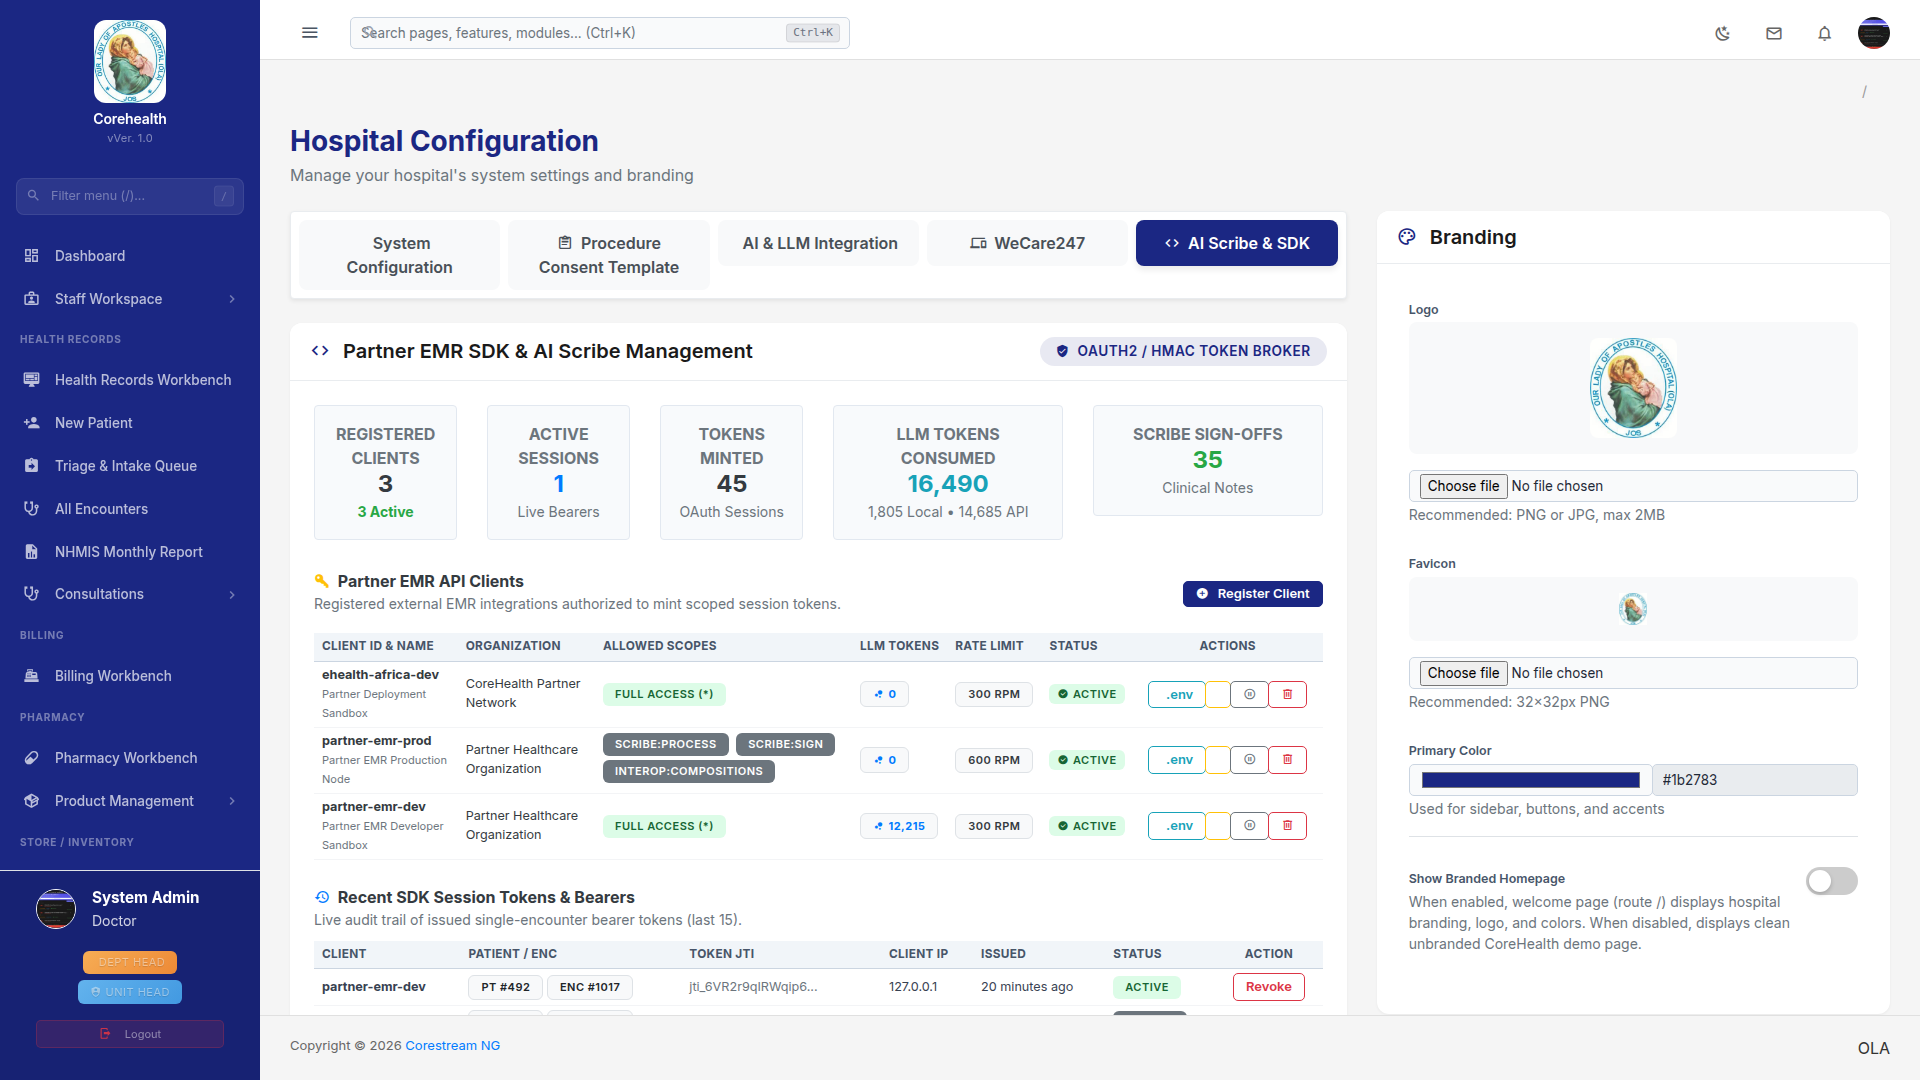 OUR LADY OF APOSTLES HOSPITAL (OLA)
JOS
Corehealth
vVer. 1.0
Filter menu (/)...
/
Dashboard
Staff Workspace
HEALTH RECORDS
Health Records Workbench
New Patient
Triage & Intake Queue
All Encounters
NHMIS Monthly Report
Consultations
BILLING
Billing Workbench
PHARMACY
Pharmacy Workbench
Product Management
STORE / INVENTORY
System Admin
Doctor
DEPT HEAD
UNIT HEAD
Logout
Search pages, features, modules... (Ctrl+K)
Ctrl+K
/
Hospital Configuration
Manage your hospital's system settings and branding
System
Configuration
Procedure
Consent Template
AI & LLM Integration
WeCare247
AI Scribe & SDK
Partner EMR SDK & AI Scribe Management
OAUTH2 / HMAC TOKEN BROKER
REGISTERED
CLIENTS
3
3 Active
ACTIVE
SESSIONS
1
Live Bearers
TOKENS
MINTED
45
OAuth Sessions
LLM TOKENS
CONSUMED
16,490
1,805 Local • 14,685 API
SCRIBE SIGN-OFFS
35
Clinical Notes
Partner EMR API Clients
Registered external EMR integrations authorized to mint scoped session tokens.
Register Client
CLIENT ID & NAME ORGANIZATION ALLOWED SCOPES LLM TOKENS RATE LIMIT STATUS ACTIONS
ehealth-africa-dev
Partner Deployment
Sandbox
CoreHealth Partner
Network
FULL ACCESS (*)
0
300 RPM
ACTIVE
.env
partner-emr-prod
Partner EMR Production
Node
Partner Healthcare
Organization
SCRIBE:PROCESS SCRIBE:SIGN
INTEROP:COMPOSITIONS
0
600 RPM
ACTIVE
.env
partner-emr-dev
Partner EMR Developer
Sandbox
Partner Healthcare
Organization
FULL ACCESS (*)
12,215
300 RPM
ACTIVE
.env
Recent SDK Session Tokens & Bearers
Live audit trail of issued single-encounter bearer tokens (last 15).
CLIENT PATIENT / ENC TOKEN JTI CLIENT IP ISSUED STATUS ACTION
partner-emr-dev PT #492 ENC #1017 jti_6VR2r9qlRWqip6... 127.0.0.1 20 minutes ago ACTIVE Revoke
Branding
Logo
OUR LADY OF APOSTLES HOSPITAL (OLA)
JOS
Choose file No file chosen
Recommended: PNG or JPG, max 2MB
Favicon
Choose file No file chosen
Recommended: 32×32px PNG
Primary Color
#1b2783
Used for sidebar, buttons, and accents
Show Branded Homepage
When enabled, welcome page (route /) displays hospital
branding, logo, and colors. When disabled, displays clean
unbranded CoreHealth demo page.
Copyright © 2026 Corestream NG
OLA